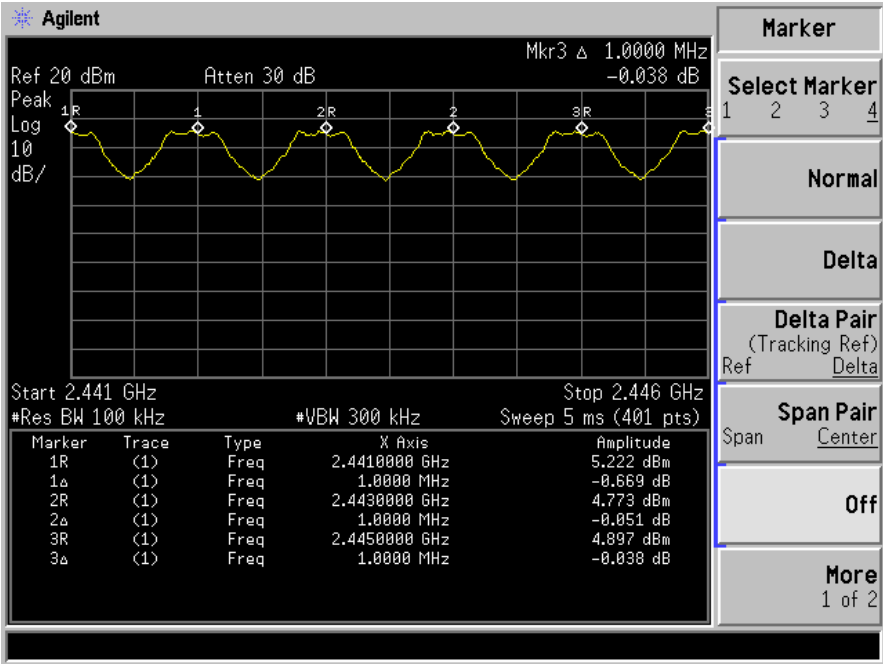 Agilent
Mkr3 Δ 1.0000 MHz
Ref 20 dBm Atten 30 dB -0.038 dB
Peak
Log
10
dB/
1R 1 2R 2 3R 3
Start 2.441 GHz Stop 2.446 GHz
#Res BW 100 kHz #VBW 300 kHz Sweep 5 ms (401 pts)
Marker Trace Type X Axis Amplitude
1R (1) Freq 2.4410000 GHz 5.222 dBm
1Δ (1) Freq 1.0000 MHz -0.669 dB
2R (1) Freq 2.4430000 GHz 4.773 dBm
2Δ (1) Freq 1.0000 MHz -0.051 dB
3R (1) Freq 2.4450000 GHz 4.897 dBm
3Δ (1) Freq 1.0000 MHz -0.038 dB
Marker
Select Marker
1 2 3 4
Normal
Delta
Delta Pair
(Tracking Ref)
Ref Delta
Span Pair
Span Center
Off
More
1 of 2